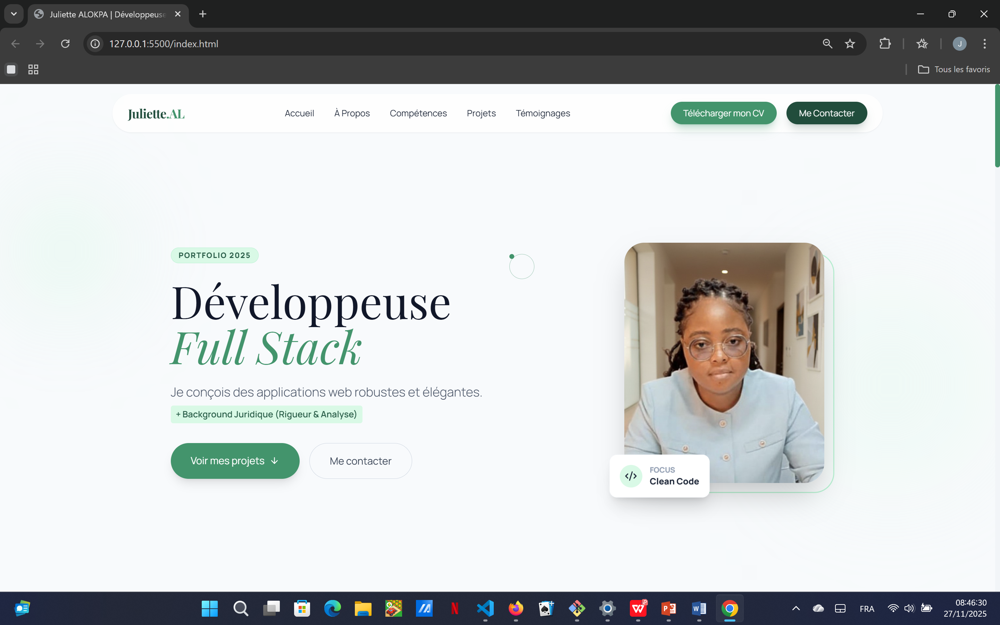 Juliette ALOKPA | Développeuse
127.0.0.1:5500/index.html
J
Tous les favoris
Juliette.AL
Accueil
À Propos
Compétences
Projets
Témoignages
Télécharger mon CV
Me Contacter
PORTFOLIO 2025
Développeuse
Full Stack
Je conçois des applications web robustes et élégantes.
+ Background Juridique (Rigueur & Analyse)
Voir mes projets ↓
Me contacter
</> FOCUS
Clean Code
FRA
08:46:30
27/11/2025